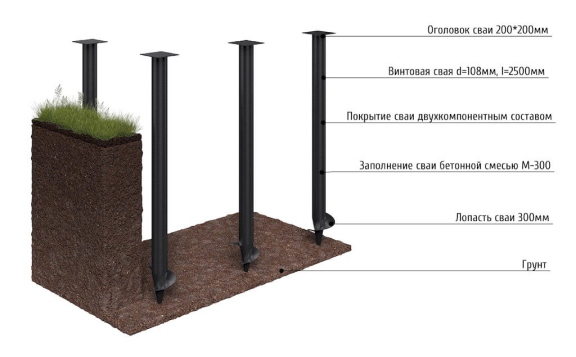 Оголовок сваи 200*200мм
Винтовая свая d=108мм, l=2500мм
Покрытие сваи двухкомпонентным составом
Заполнение сваи бетонной смесью М-300
Лопасть сваи 300мм
Грунт